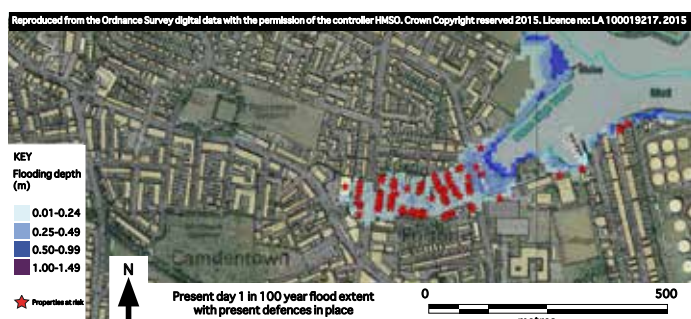 Reproduced from the Ordnance Survey digital data with the permission of the controller HMSO. Crown Copyright reserved 2015. Licence no: LA 100019217. 2015
KEY
Flooding depth
(m)
0.01-0.24
0.25-0.49
0.50-0.99
1.00-1.49
Properties at risk
Camdentown
N
Present day 1 in 100 year flood extent
with present defences in place
0 500
metres